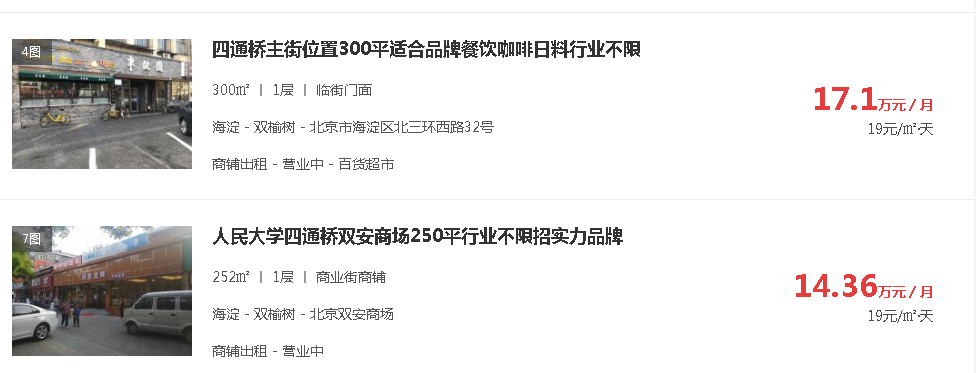 4图
四通桥主街位置300平适合品牌餐饮咖啡日料行业不限
300㎡ | 1层 | 临街门面
17.1万元/月
19元/㎡·天
海淀 - 双榆树 - 北京市海淀区北三环西路32号
商铺出租 - 营业中 - 百货超市
7图
人民大学四通桥双安商场250平行业不限招实力品牌
252㎡ | 1层 | 商业街商铺
14.36万元/月
19元/㎡·天
海淀 - 双榆树 - 北京双安商场
商铺出租 - 营业中